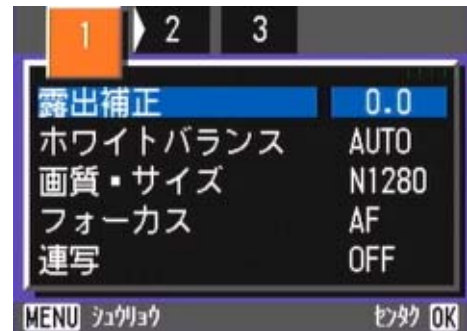 1 2 3
露出補正 0.0
ホワイトバランス AUTO
画質・サイズ N1280
フォーカス AF
連写 OFF
MENU シュウリョウ センタク OK